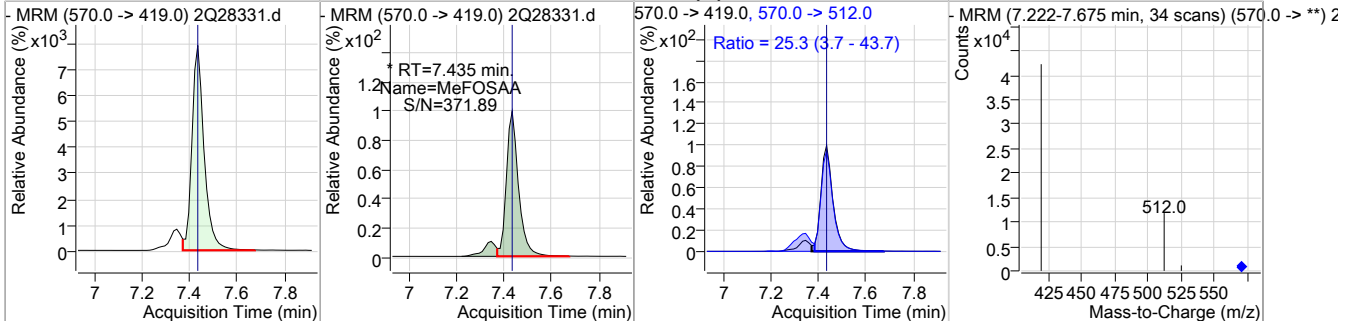 - MRM (570.0 -> 419.0) 2Q28331.d
Relative Abundance (%)
x10³
7
6
5
4
3
2
1
0
7
7.2
7.4
7.6
7.8
Acquisition Time (min)
- MRM (570.0 -> 419.0) 2Q28331.d
Relative Abundance (%)
x10²
* RT=7.435 min.
Name=MeFOSAA
S/N=371.89
1.2
1
0.8
0.6
0.4
0.2
0
7
7.2
7.4
7.6
7.8
Acquisition Time (min)
570.0 -> 419.0, 570.0 -> 512.0
Relative Abundance (%)
x10²
Ratio = 25.3 (3.7 - 43.7)
1.6
1.4
1.2
1
0.8
0.6
0.4
0.2
0
7
7.2
7.4
7.6
7.8
Acquisition Time (min)
- MRM (7.222-7.675 min, 34 scans) (570.0 -> **) 2
Counts
x10⁴
4
3.5
3
2.5
2
1.5
1
0.5
0
512.0
425
450
475
500
525
550
Mass-to-Charge (m/z)